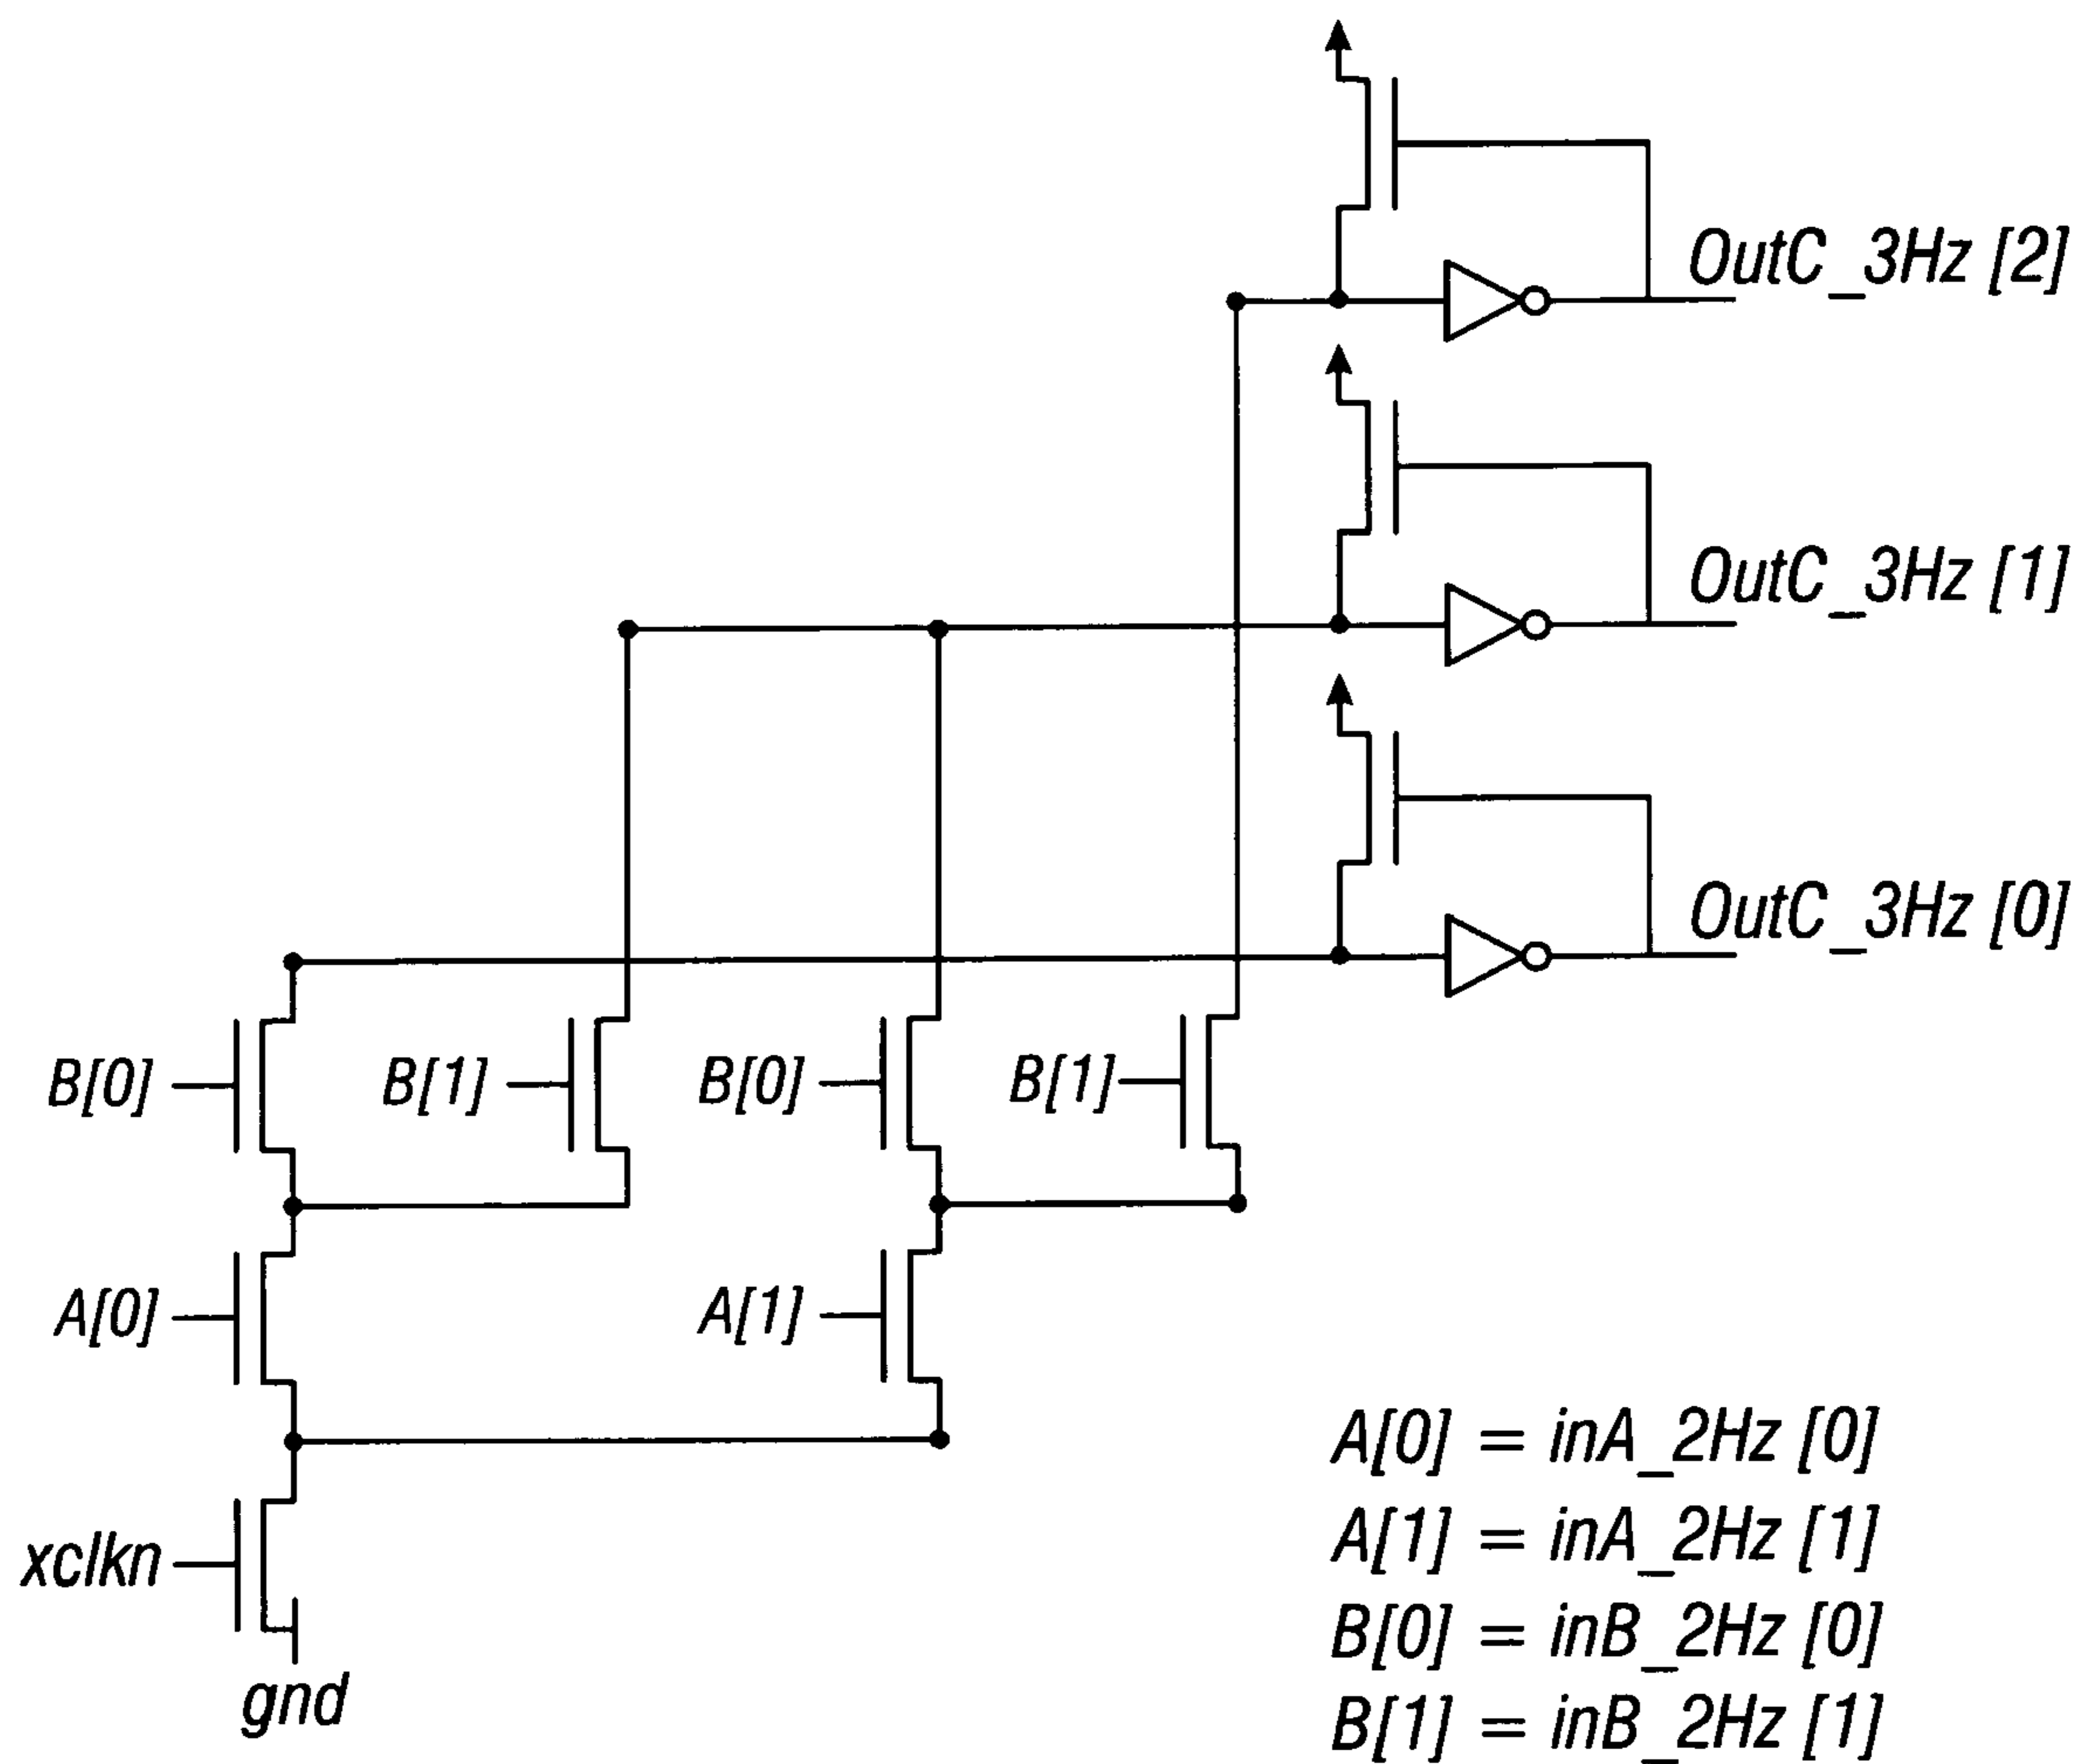 OutC_3Hz [2]
OutC_3Hz [1]
OutC_3Hz [0]
B[0]
B[1]
B[0]
B[1]
A[0]
A[1]
xclkn
gnd
A[0] = inA_2Hz [0]
A[1] = inA_2Hz [1]
B[0] = inB_2Hz [0]
B[1] = inB_2Hz [1]